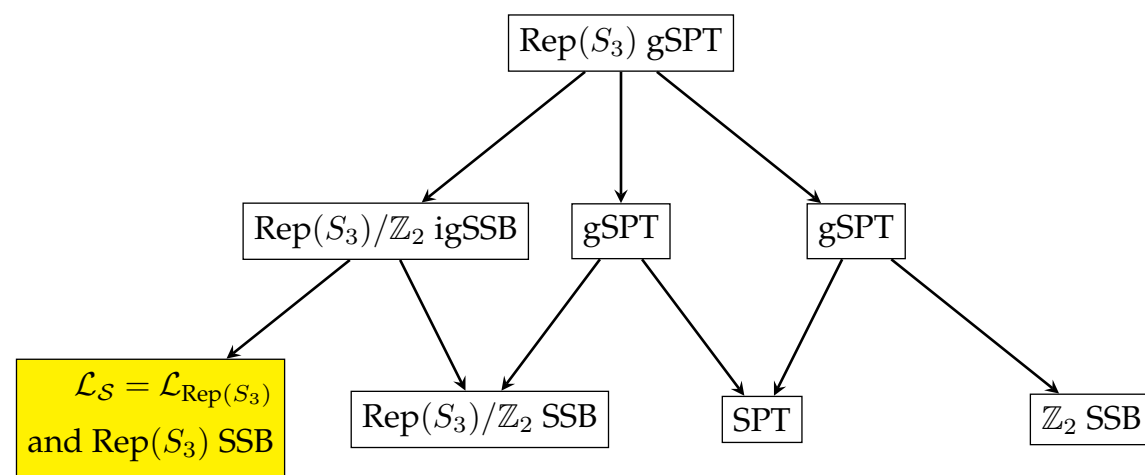 Rep(S₃) gSPT
Rep(S₃)/ℤ₂ igSSB
gSPT
gSPT
ℒ_𝒮 = ℒ_Rep(S₃)
and Rep(S₃) SSB
Rep(S₃)/ℤ₂ SSB
SPT
ℤ₂ SSB